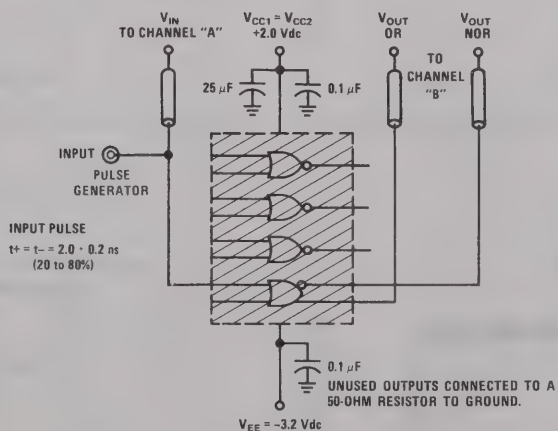 V_IN
TO CHANNEL "A"
V_CC1 = V_CC2
+2.0 Vdc
V_OUT
OR
V_OUT
NOR
TO
CHANNEL
"B"
25 µF
0.1 µF
INPUT
PULSE
GENERATOR
INPUT PULSE
t+ = t– = 2.0 · 0.2 ns
(20 to 80%)
0.1 µF
UNUSED OUTPUTS CONNECTED TO A
50-OHM RESISTOR TO GROUND.
V_EE = –3.2 Vdc